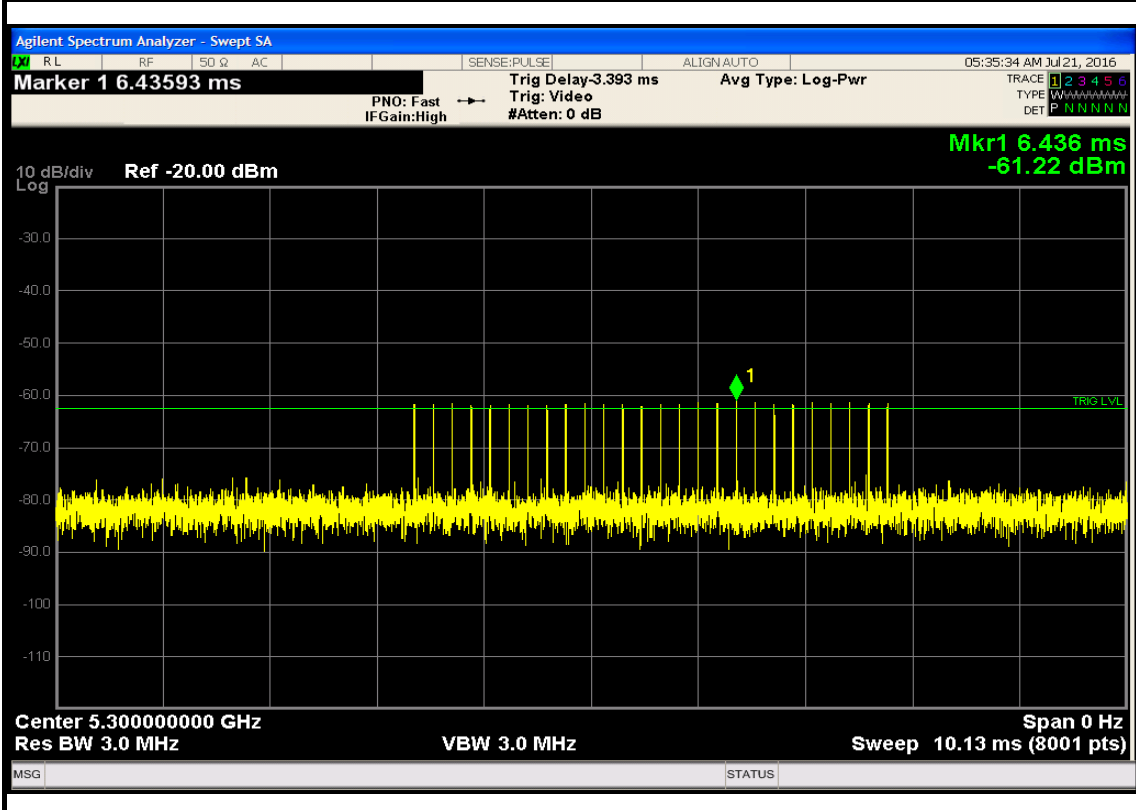 Agilent Spectrum Analyzer - Swept SA
LXI RL RF 50 Ω AC SENSE:PULSE ALIGN AUTO 05:35:34 AM Jul 21, 2016
Marker 1 6.43593 ms
PNO: Fast
IFGain:High
Trig Delay-3.393 ms
Trig: Video
#Atten: 0 dB
Avg Type: Log-Pwr
TRACE 1 2 3 4 5 6
TYPE W
DET P N N N N N
Mkr1 6.436 ms
-61.22 dBm
10 dB/div Ref -20.00 dBm
Log
-30.0
-40.0
-50.0
1
-60.0
TRIG LVL
-70.0
-80.0
-90.0
-100
-110
Center 5.300000000 GHz Span 0 Hz
Res BW 3.0 MHz VBW 3.0 MHz Sweep 10.13 ms (8001 pts)
MSG STATUS